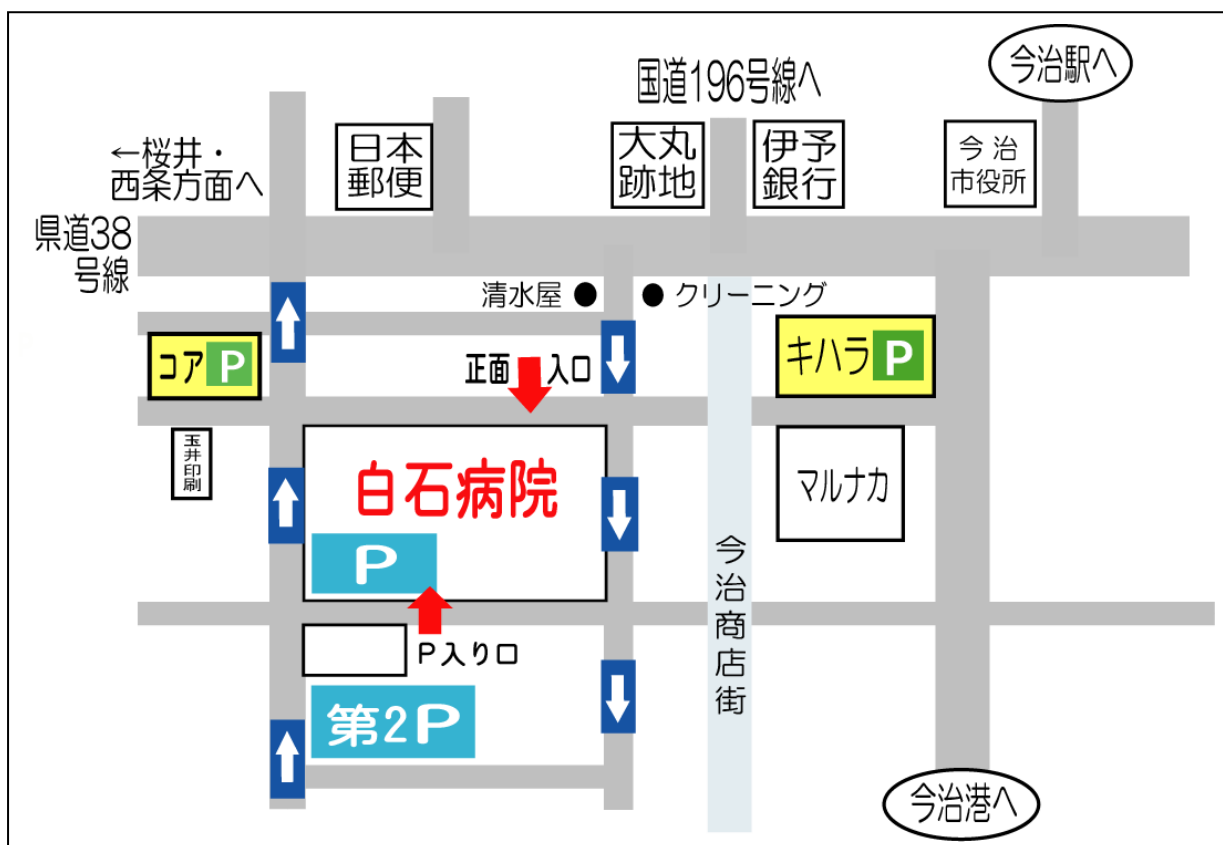 今治駅へ
国道196号線へ
←桜井・
西条方面へ
日本
郵便
大丸
跡地
伊予
銀行
今治
市役所
県道38
号線
清水屋●
●クリーニング
コアP
正面 入口
キハラP
玉井印刷
白石病院
マルナカ
P
今治商店街
P入り口
第2P
今治港へ